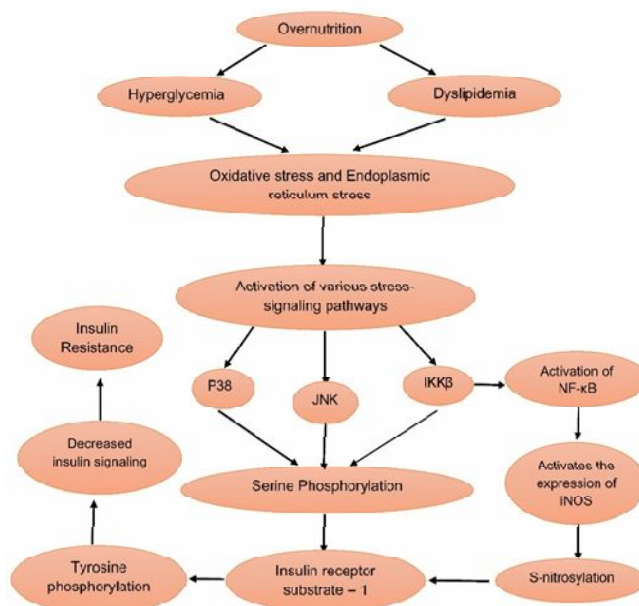 Overnutrition
Hyperglycemia
Dyslipidemia
Oxidative stress and Endoplasmic
reticulum stress
Activation of various stress-
signaling pathways
Insulin
Resistance
P38
JNK
IKKβ
Activation of
NF-κB
Decreased
insulin signaling
Serine Phosphorylation
Activates the
expression of
INOS
Tyrosine
phosphorylation
Insulin receptor
substrate – 1
S-nitrosylation